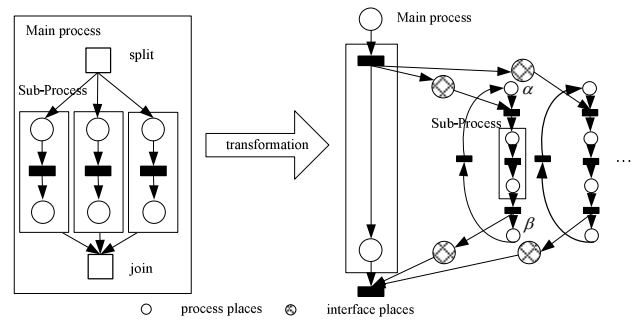 Main process
split
Sub-Process
join
transformation
Main process
α
Sub-Process
...
β
process places
interface places